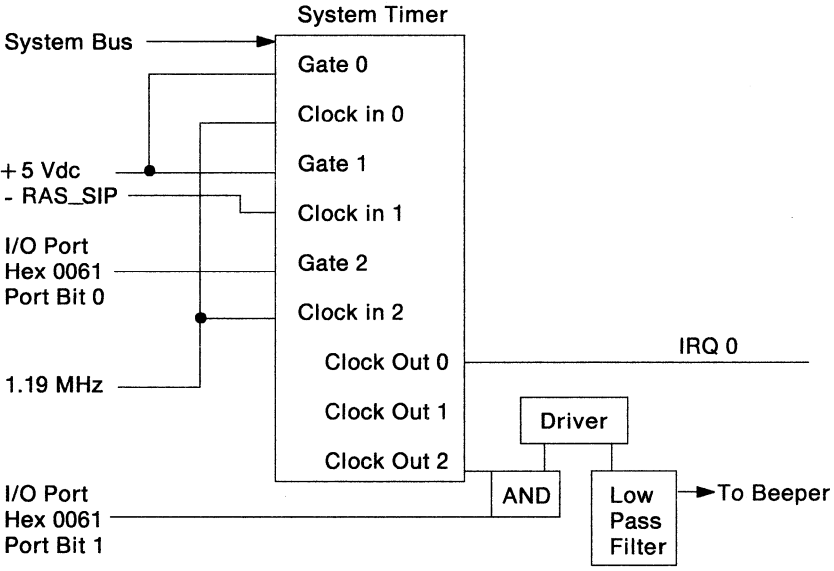 System Timer
System Bus
Gate 0
Clock in 0
+5 Vdc
Gate 1
- RAS_SIP
Clock in 1
I/O Port
Hex 0061
Port Bit 0
Gate 2
Clock in 2
Clock Out 0
IRQ 0
1.19 MHz
Clock Out 1
Driver
Clock Out 2
I/O Port
Hex 0061
Port Bit 1
AND
Low
Pass
Filter
To Beeper